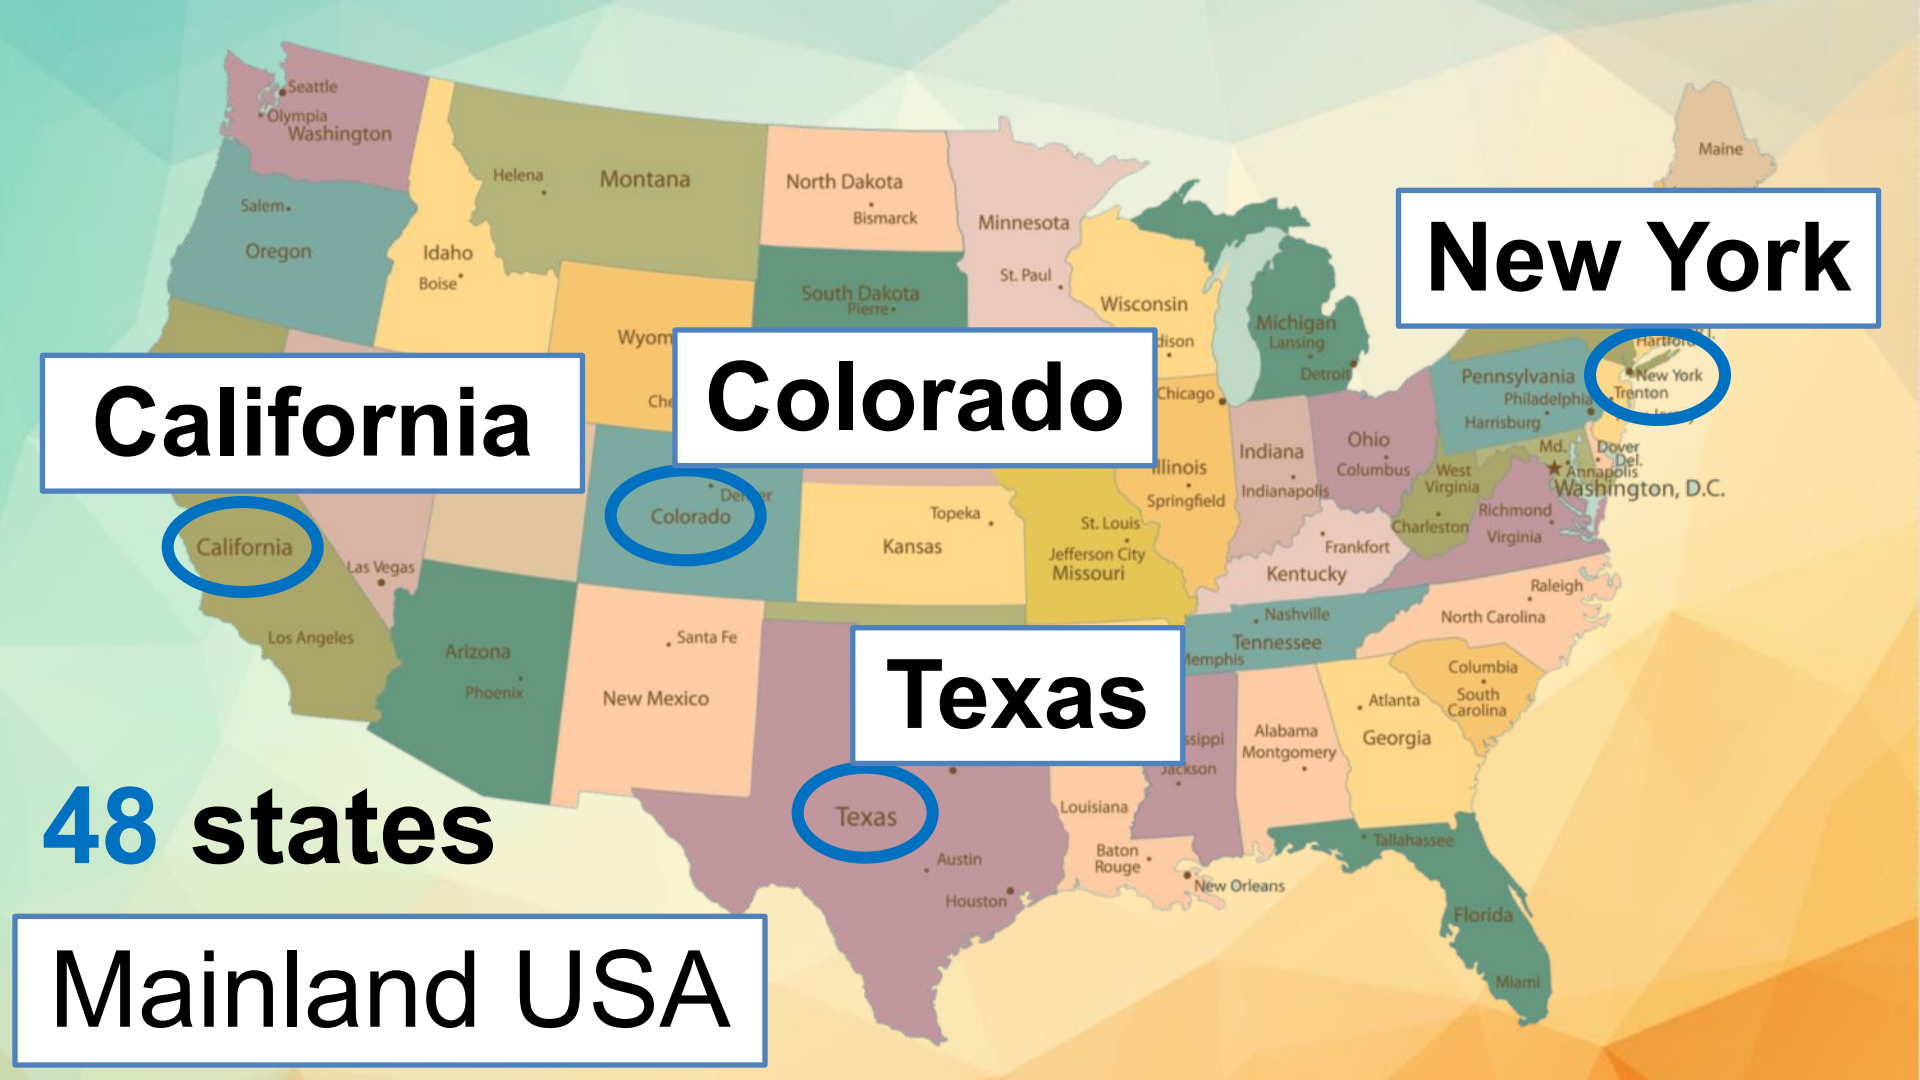 Seattle
Olympia
Washington
Maine
Helena
Montana
North Dakota
Bismarck
Salem
Oregon
Idaho
Boise
Minnesota
St. Paul
New York
South Dakota
Pierre
Wisconsin
Michigan
Lansing
Detroit
Hartford
California
Colorado
Chicago
Pennsylvania
Philadelphia
Harrisburg
New York
Trenton
Illinois
Springfield
Indiana
Indianapolis
Ohio
Columbus
West
Virginia
Charleston
Md.
Dover
Del.
Annapolis
Washington, D.C.
Richmond
Virginia
Denver
Colorado
California
Las Vegas
Topeka
Kansas
St. Louis
Jefferson City
Missouri
Frankfort
Kentucky
Raleigh
North Carolina
Nashville
Tennessee
Los Angeles
Arizona
Phoenix
Santa Fe
New Mexico
Texas
Columbia
South
Carolina
Atlanta
Georgia
Alabama
Montgomery
Jackson
48 states
Texas
Louisiana
Austin
Houston
Baton
Rouge
New Orleans
Tallahassee
Florida
Miami
Mainland USA